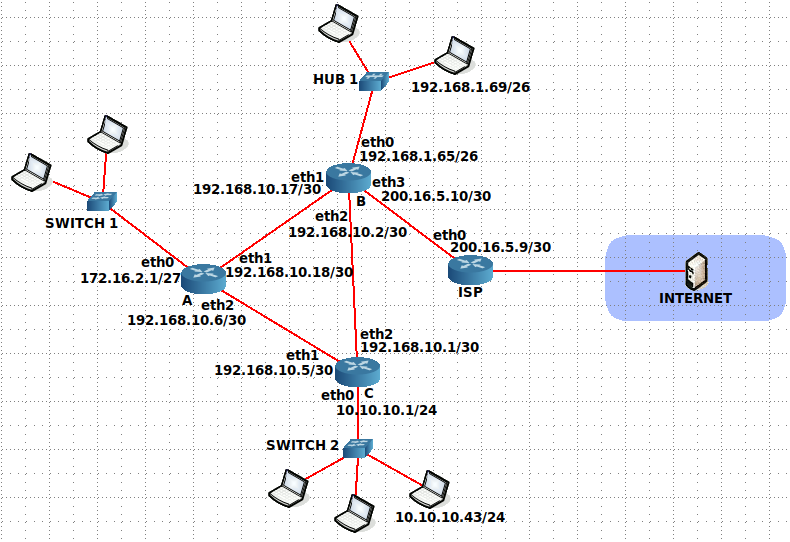 HUB 1
192.168.1.69/26
eth0
192.168.1.65/26
eth1
192.168.10.17/30
eth3
200.16.5.10/30
B
eth2
192.168.10.2/30
SWITCH 1
eth0
200.16.5.9/30
eth0
172.16.2.1/27
eth1
192.168.10.18/30
ISP
INTERNET
A
eth2
192.168.10.6/30
eth2
192.168.10.1/30
eth1
192.168.10.5/30
C
eth0
10.10.10.1/24
SWITCH 2
10.10.10.43/24